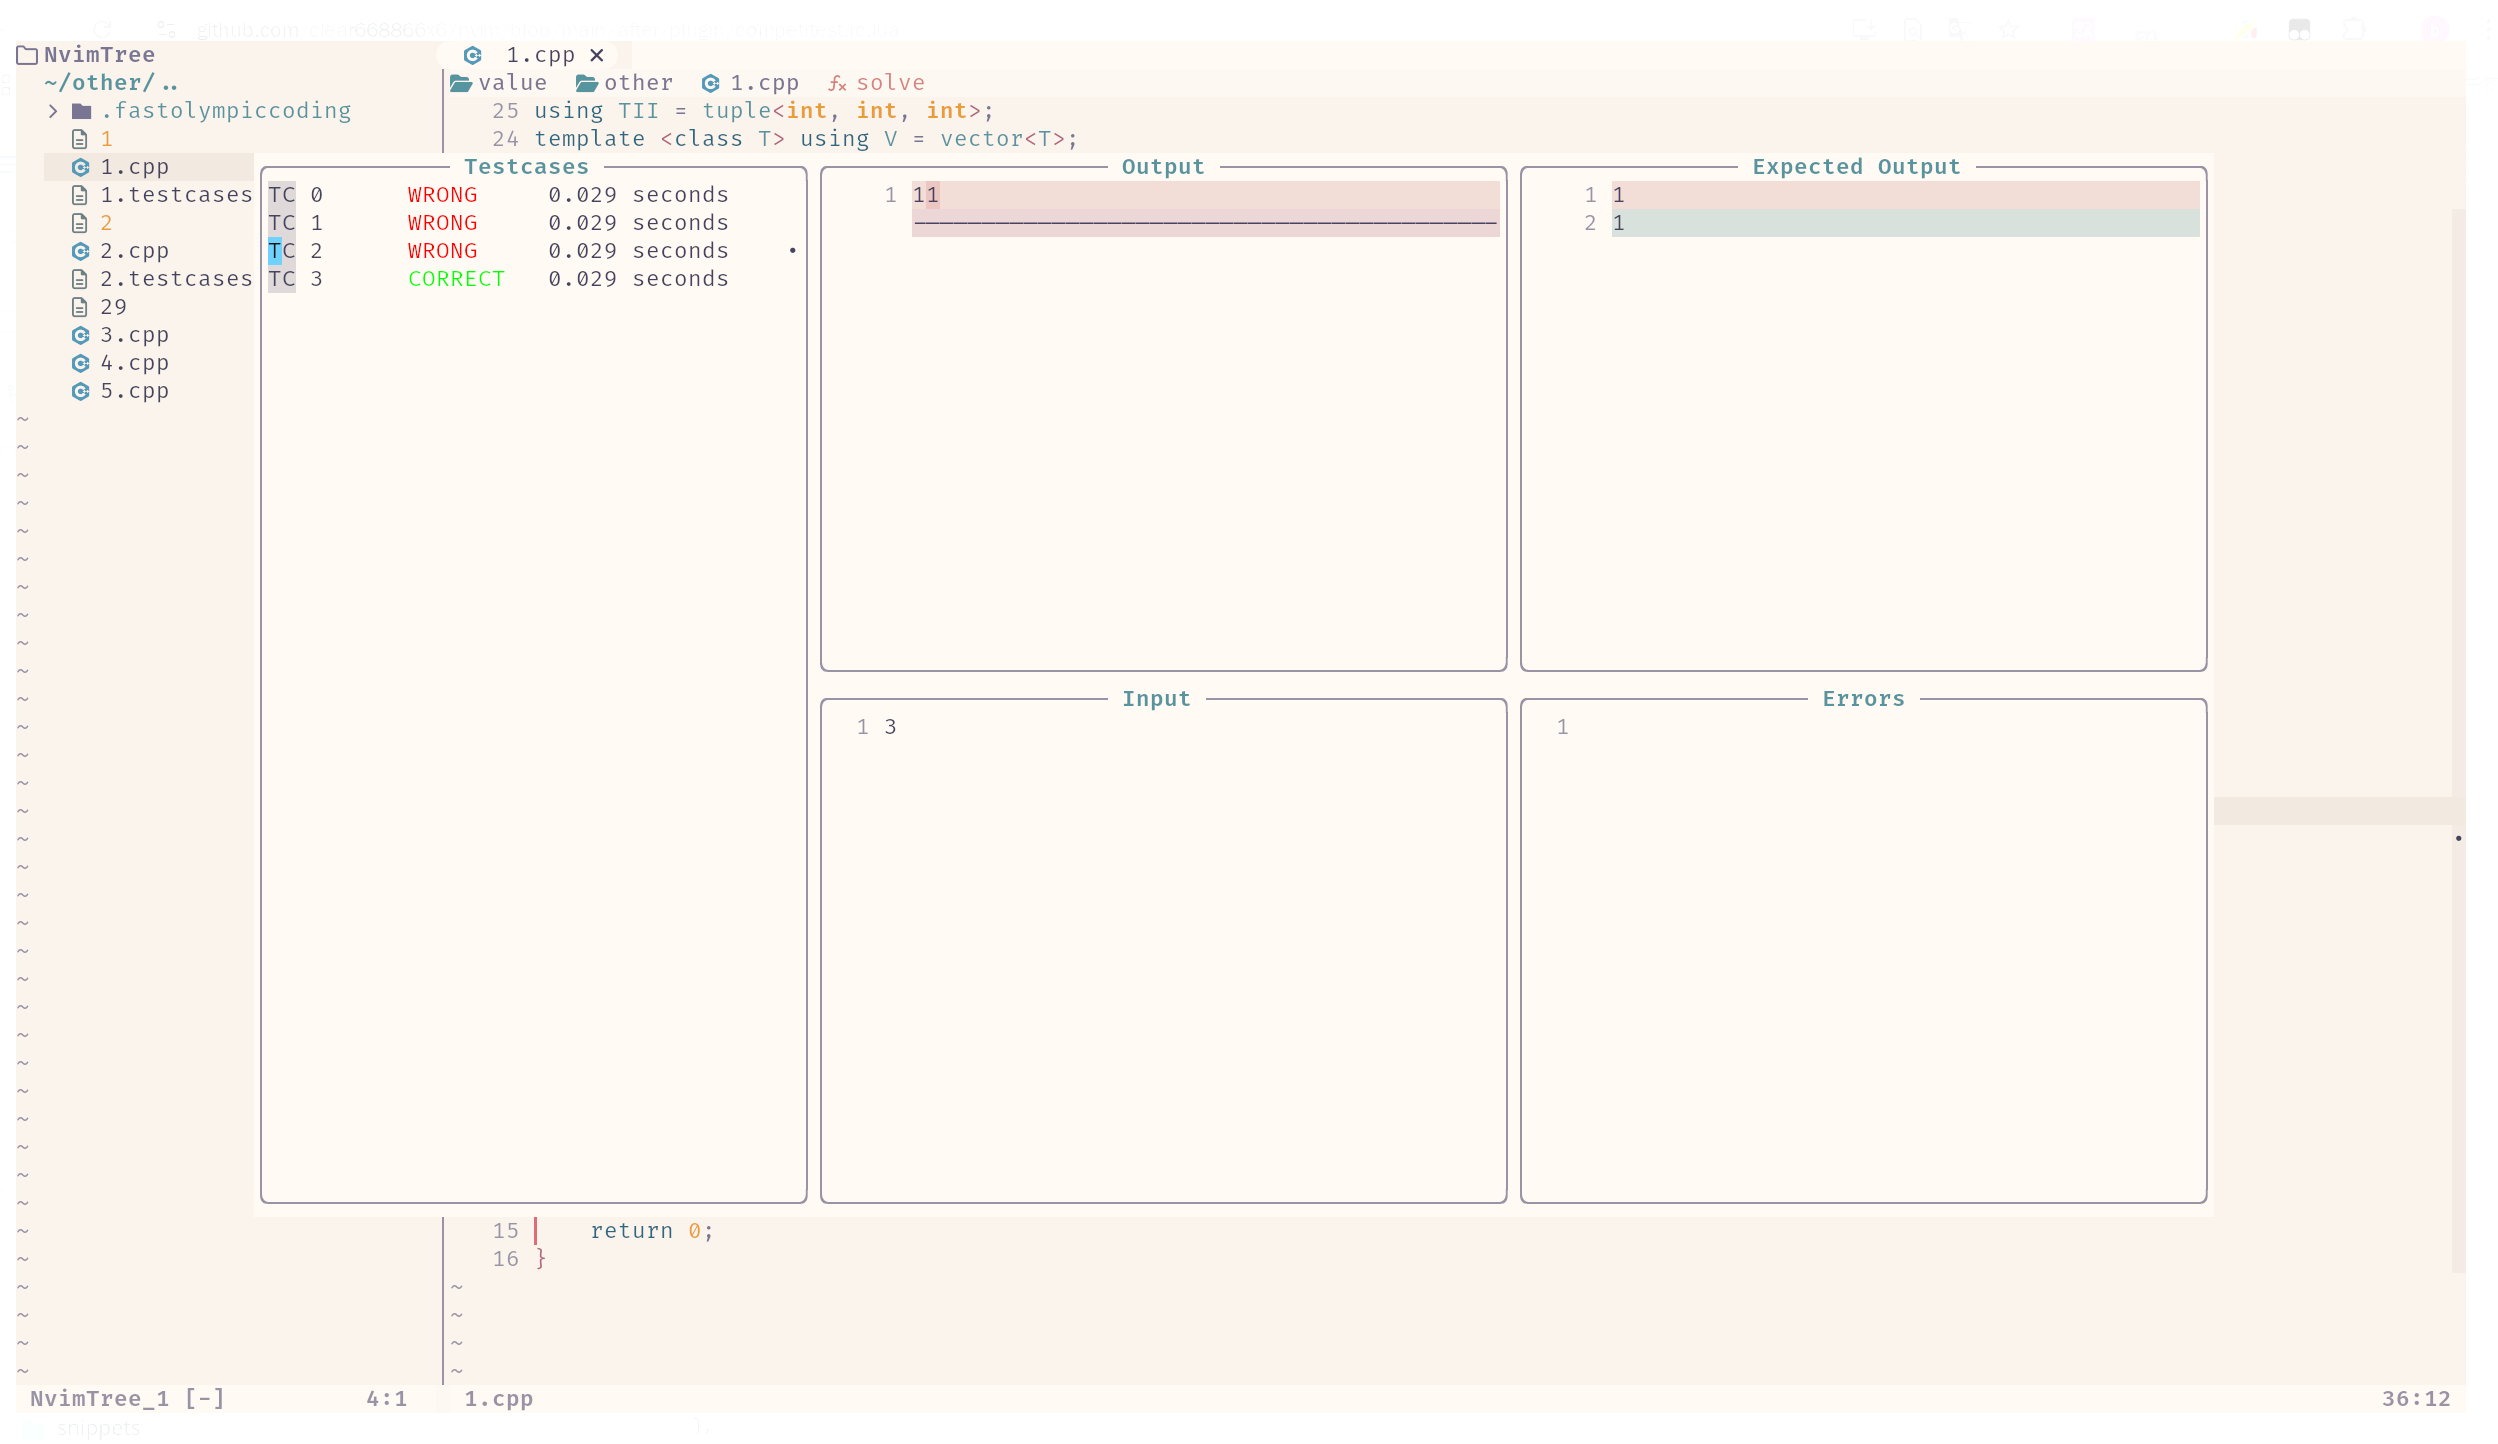 NvimTree
1.cpp ✕
~/other/..
value other 1.cpp fx solve
.fastolympiccoding
25 using TII = tuple<int, int, int>;
1
24 template <class T> using V = vector<T>;
1.cpp
1.testcases
2
2.cpp
2.testcases
29
3.cpp
4.cpp
5.cpp
Testcases
TC 0 WRONG 0.029 seconds
TC 1 WRONG 0.029 seconds
TC 2 WRONG 0.029 seconds
TC 3 CORRECT 0.029 seconds
Output
1 11
Expected Output
1 1
2 1
Input
1 3
Errors
1
15 return 0;
16 }
NvimTree_1 [-] 4:1 1.cpp 36:12
snippets